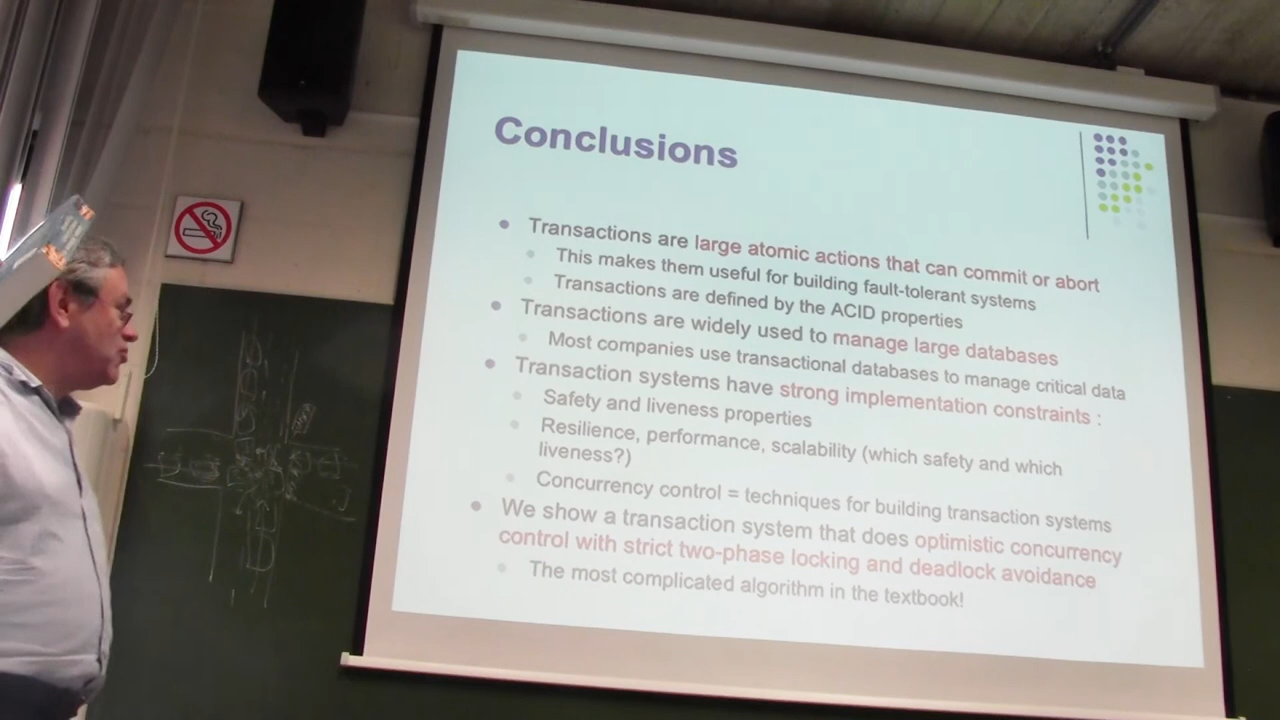 Conclusions
Transactions are large atomic actions that can commit or abort
This makes them useful for building fault-tolerant systems
Transactions are defined by the ACID properties
Transactions are widely used to manage large databases
Most companies use transactional databases to manage critical data
Transaction systems have strong implementation constraints :
Safety and liveness properties
Resilience, performance, scalability (which safety and which
liveness?)
Concurrency control = techniques for building transaction systems
We show a transaction system that does optimistic concurrency
control with strict two-phase locking and deadlock avoidance
The most complicated algorithm in the textbook!